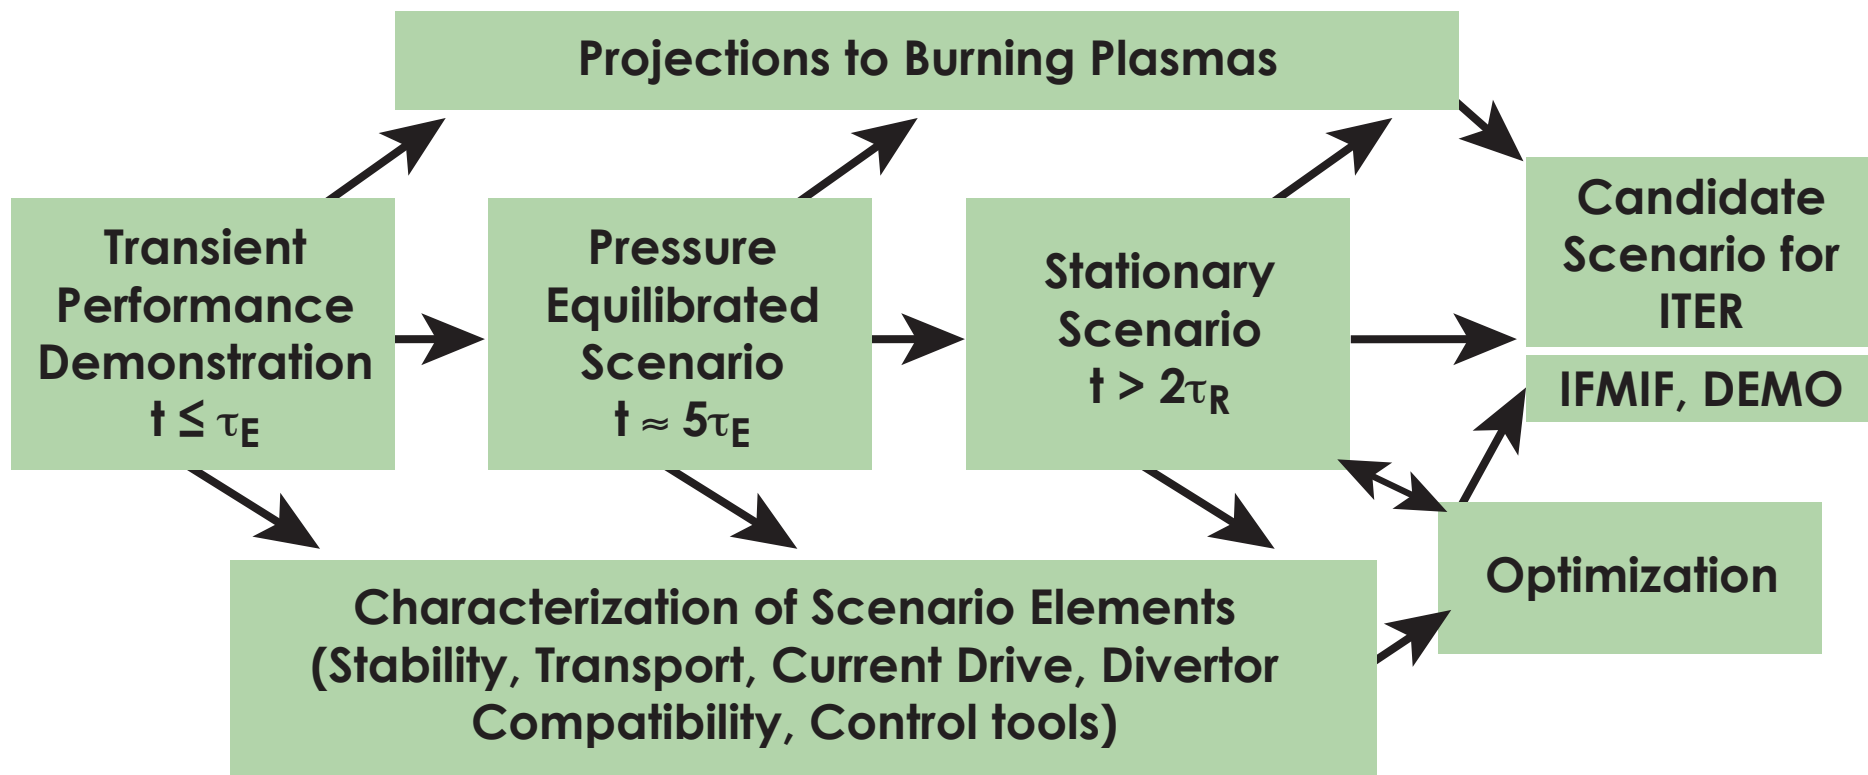 Projections to Burning Plasmas
Transient
Performance
Demonstration
t ≤ τE
Pressure
Equilibrated
Scenario
t ≈ 5τE
Stationary
Scenario
t > 2τR
Candidate
Scenario for
ITER
IFMIF, DEMO
Optimization
Characterization of Scenario Elements
(Stability, Transport, Current Drive, Divertor
Compatibility, Control tools)